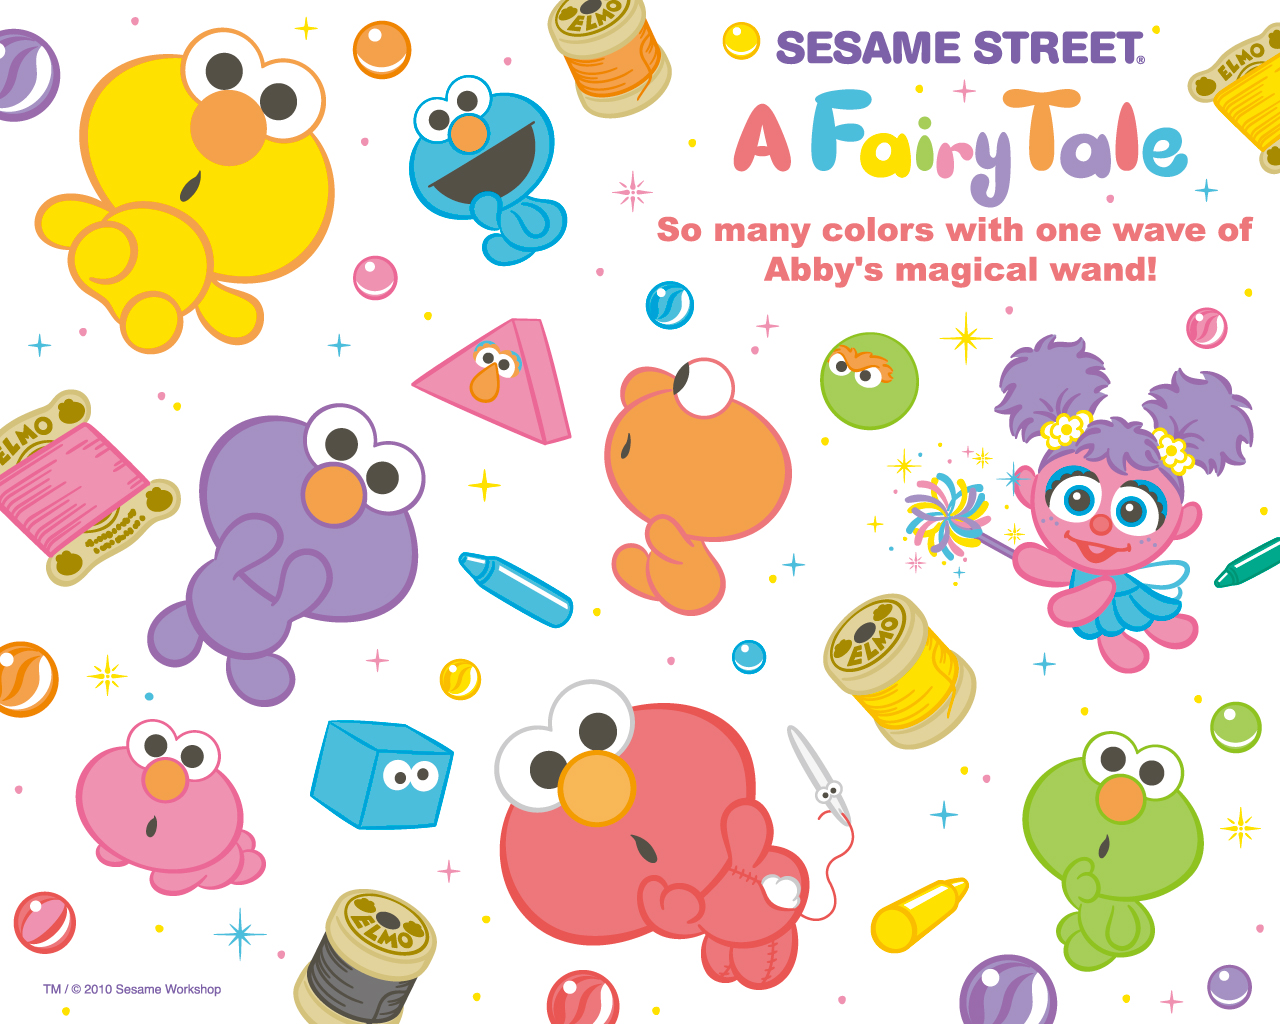 ELMO
SESAME STREET®
ELMO
A Fairy Tale
So many colors with one wave of
Abby's magical wand!
ELMO
ELMO
ELMO
TM / © 2010 Sesame Workshop